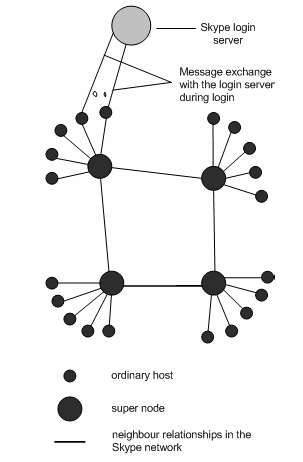 Skype login
server
Message exchange
with the login server
during login
ordinary host
super node
neighbour relationships in the
Skype network